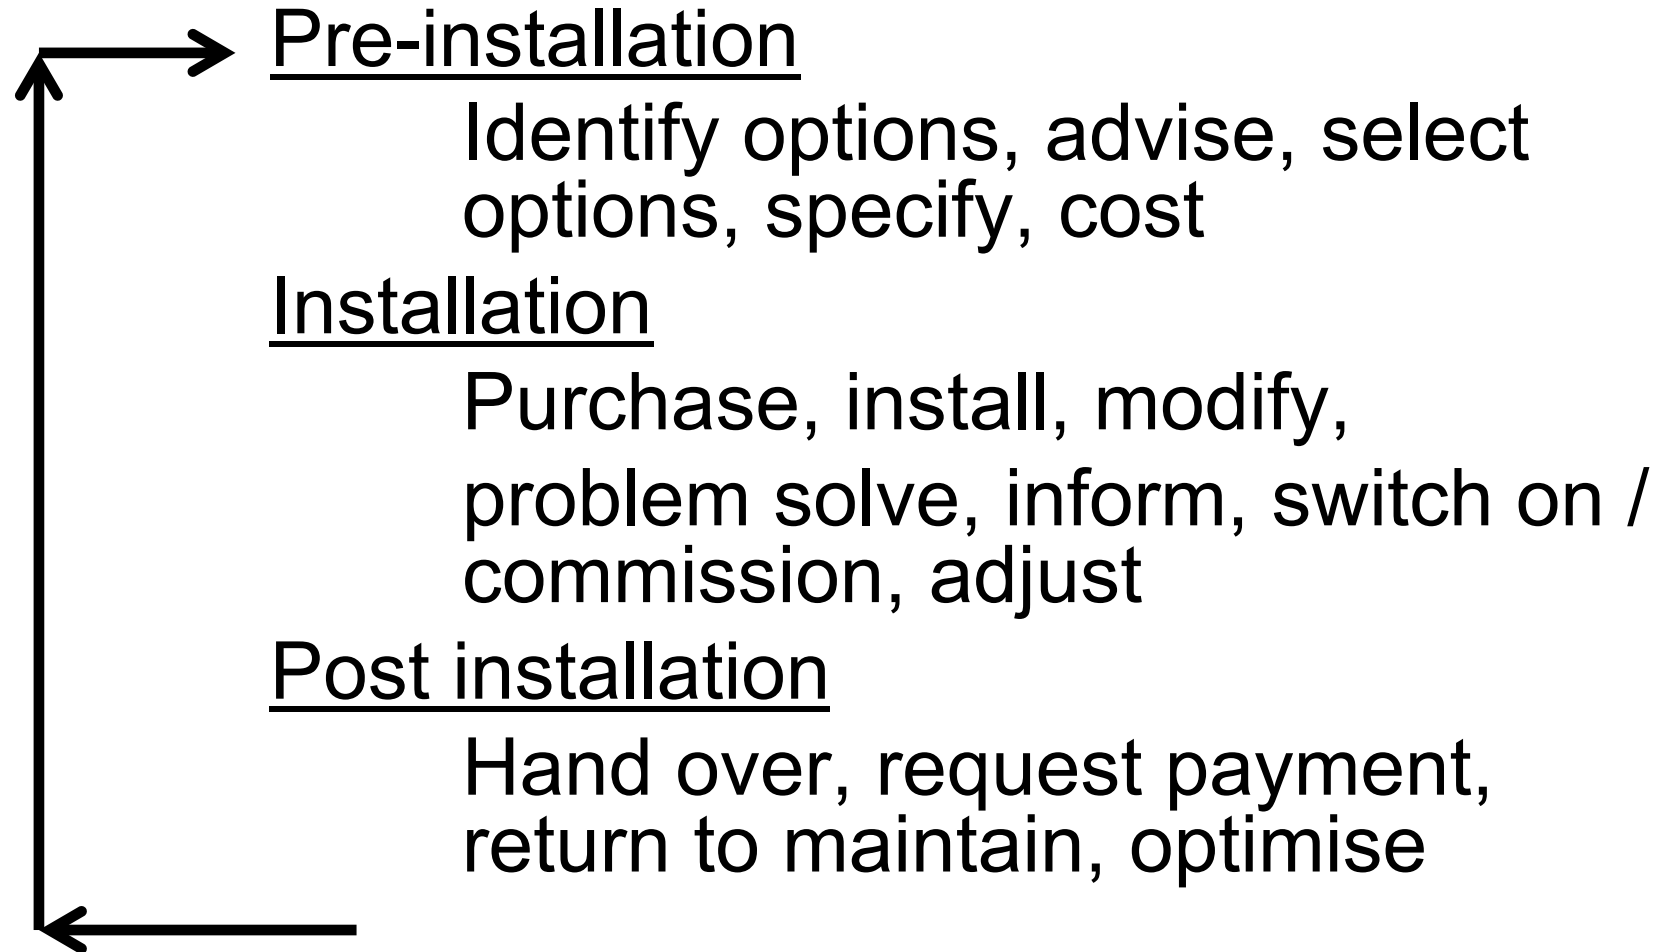 Pre-installation
Identify options, advise, select
options, specify, cost
Installation
Purchase, install, modify,
problem solve, inform, switch on /
commission, adjust
Post installation
Hand over, request payment,
return to maintain, optimise